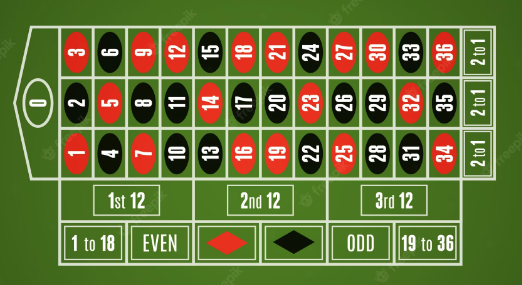 3 6 9 12 15 18 21 24 27 30 33 36 2 to 1
0 2 5 8 11 14 17 20 23 26 29 32 35 2 to 1
1 4 7 10 13 16 19 22 25 28 31 34 2 to 1
1st 12 2nd 12 3rd 12
1 to 18 EVEN ODD 19 to 36